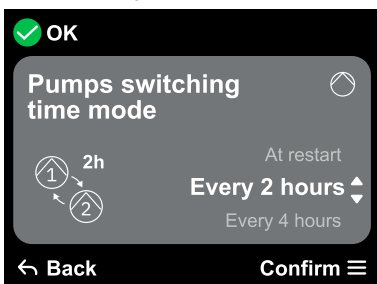 OK
Pumps switching
time mode
1
2h
2
At restart
Every 2 hours
Every 4 hours
Back
Confirm